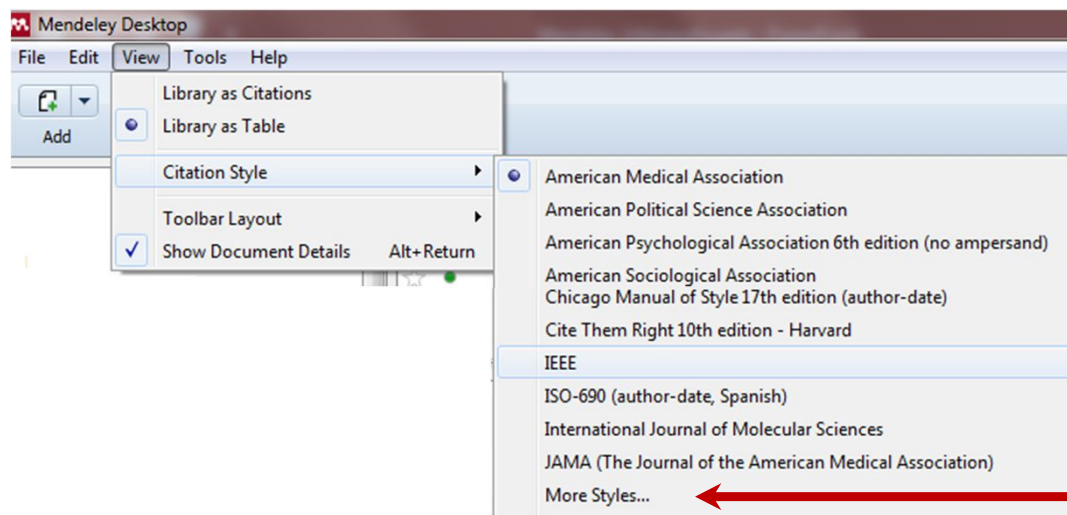 Mendeley Desktop
File Edit View Tools Help
Add
Library as Citations
Library as Table
Citation Style
Toolbar Layout
Show Document Details Alt+Return
American Medical Association
American Political Science Association
American Psychological Association 6th edition (no ampersand)
American Sociological Association
Chicago Manual of Style 17th edition (author-date)
Cite Them Right 10th edition - Harvard
IEEE
ISO-690 (author-date, Spanish)
International Journal of Molecular Sciences
JAMA (The Journal of the American Medical Association)
More Styles...